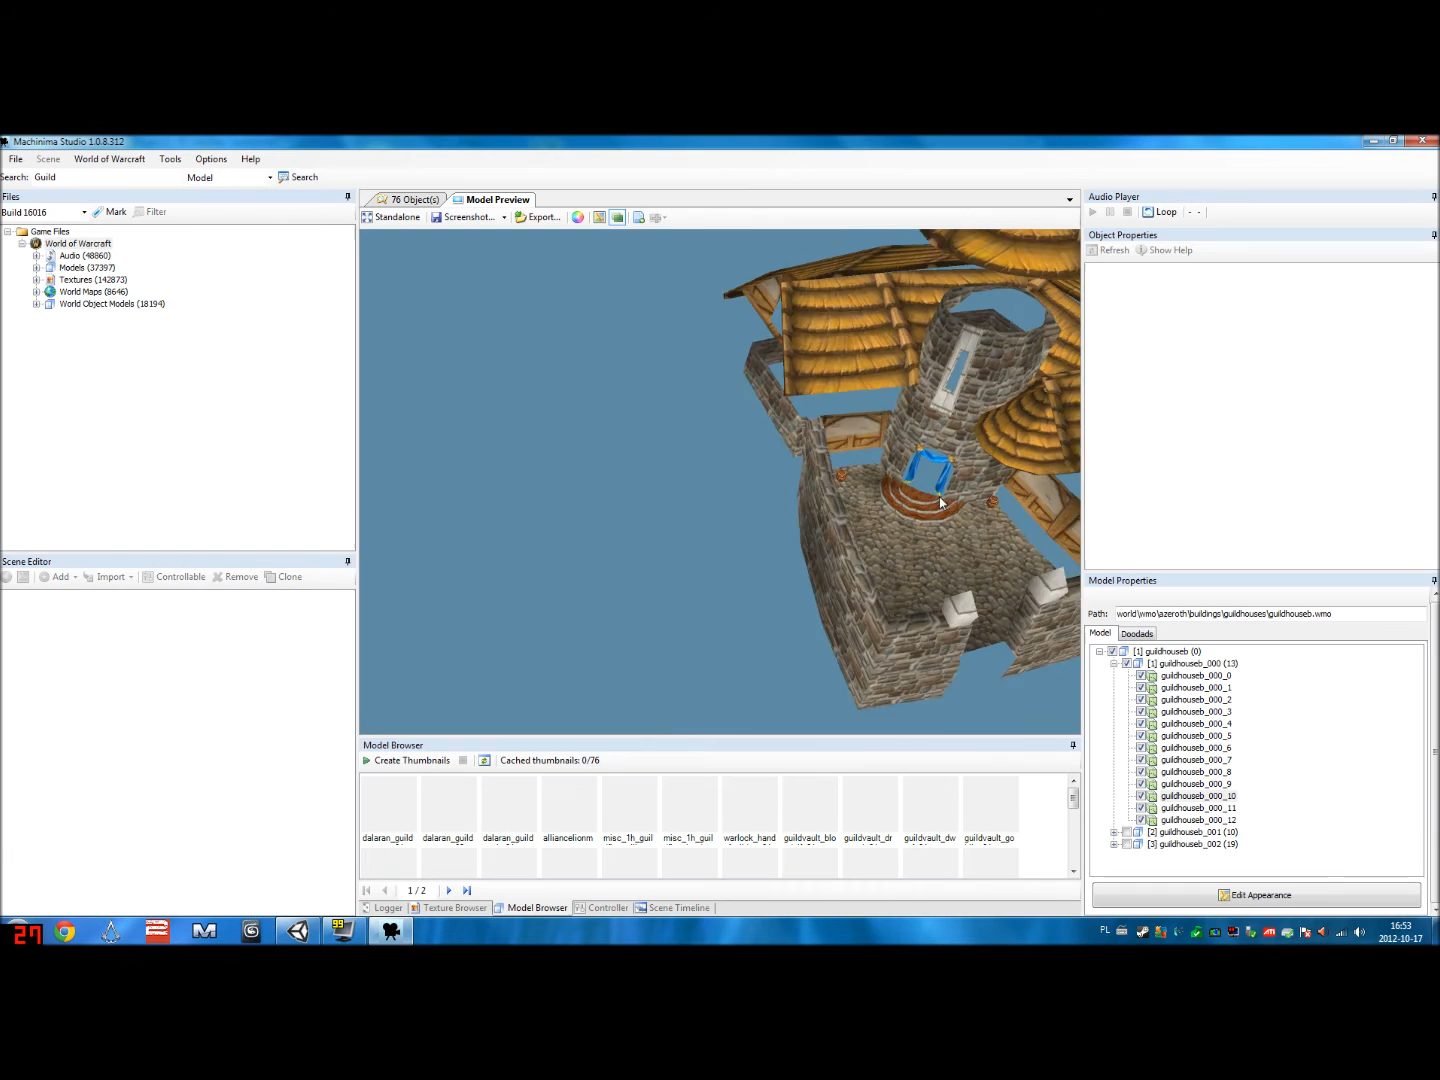 Machinima Studio 1.0.8.312
File Scene World of Warcraft Tools Options Help
Search: Guild Model Search
Files
Build 16016 Mark Filter
Game Files
World of Warcraft
Audio (48860)
Models (37397)
Textures (142873)
World Maps (8646)
World Object Models (18194)
Scene Editor
Add Import Controllable Remove Clone
76 Object(s) Model Preview
Standalone Screenshot... Export...
Model Browser
Create Thumbnails Cached thumbnails: 0/76
dalaran_guild dalaran_guild dalaran_guild alliancelionm misc_1h_guil misc_1h_guil warlock_hand guildvault_blo guildvault_dr guildvault_dw guildvault_go
1 / 2
Logger Texture Browser Model Browser Controller Scene Timeline
Audio Player
Loop - -
Object Properties
Refresh Show Help
Model Properties
Path: world\wmo\azeroth\buildings\guildhouses\guildhouseb.wmo
Model Doodads
[1] guildhouseb (0)
[1] guildhouseb_000 (13)
guildhouseb_000_0
guildhouseb_000_1
guildhouseb_000_2
guildhouseb_000_3
guildhouseb_000_4
guildhouseb_000_5
guildhouseb_000_6
guildhouseb_000_7
guildhouseb_000_8
guildhouseb_000_9
guildhouseb_000_10
guildhouseb_000_11
guildhouseb_000_12
[2] guildhouseb_001 (10)
[3] guildhouseb_002 (19)
Edit Appearance
27
99
PL
16:53
2012-10-17